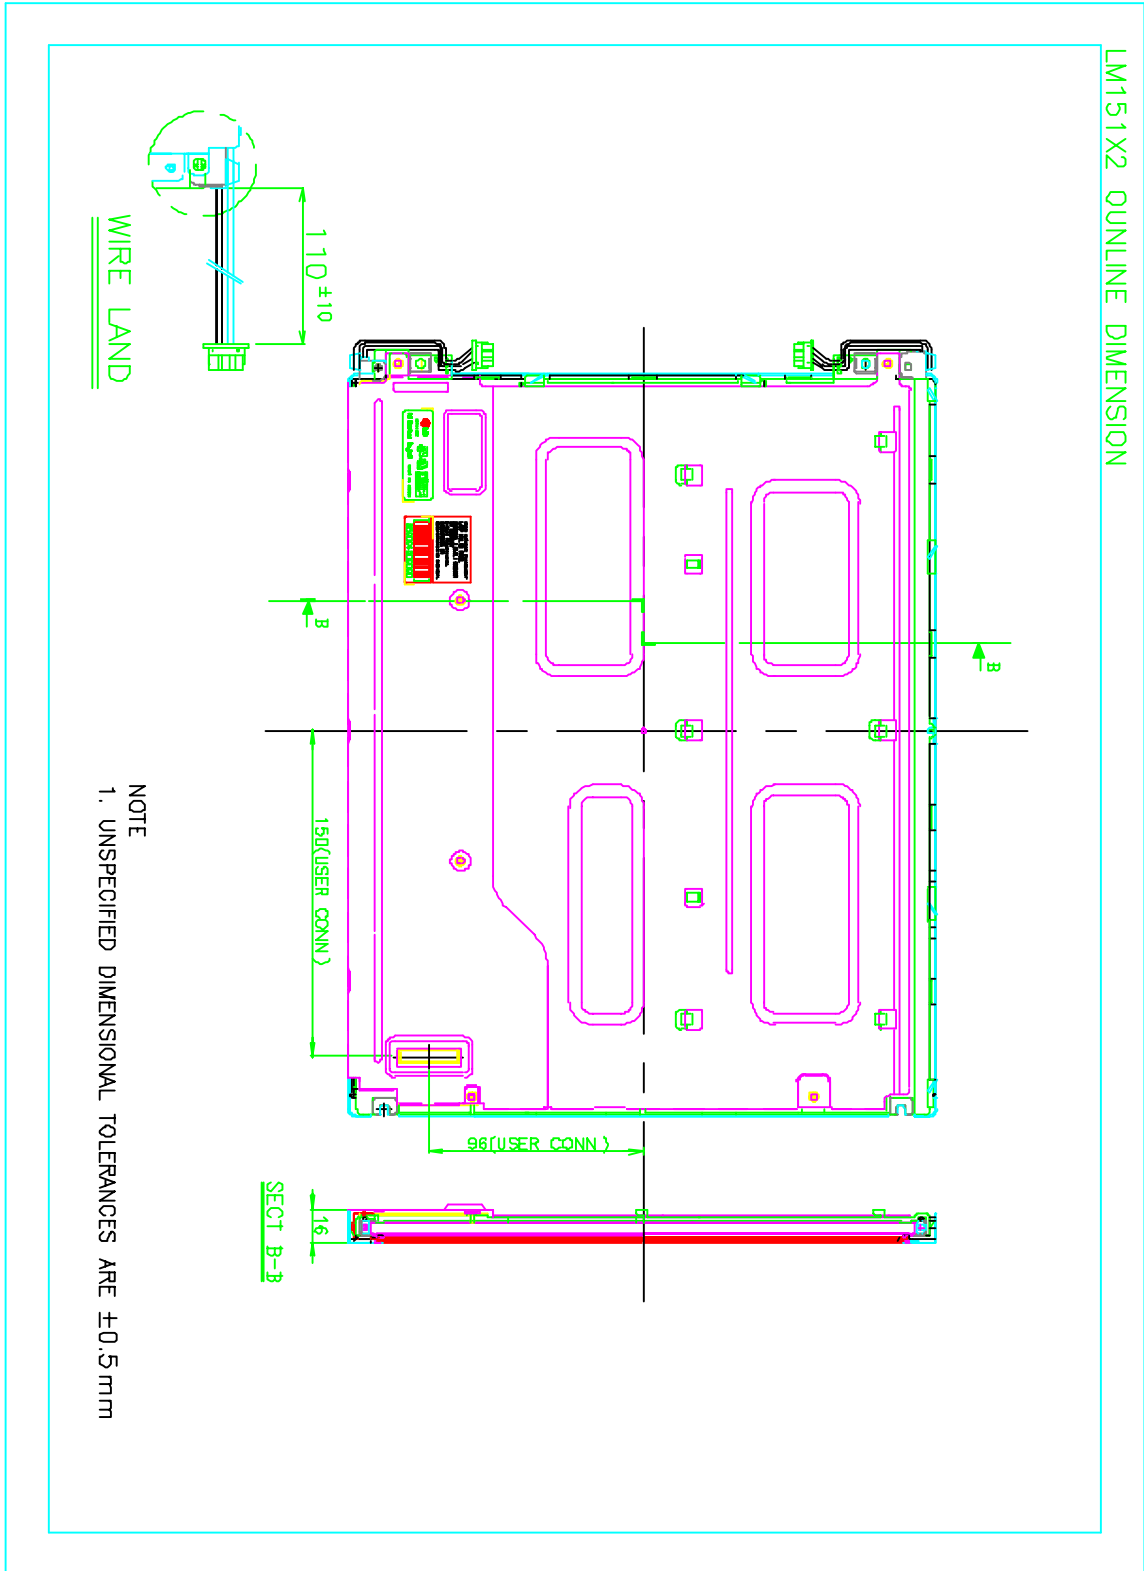 LM151X2 OUNLINE DIMENSION
110 ±10
WIRE LAND
B
B
150(USER CONN)
96(USER CONN)
16
SECT B-B
NOTE
1. UNSPECIFIED DIMENSIONAL TOLERANCES ARE ±0.5mm